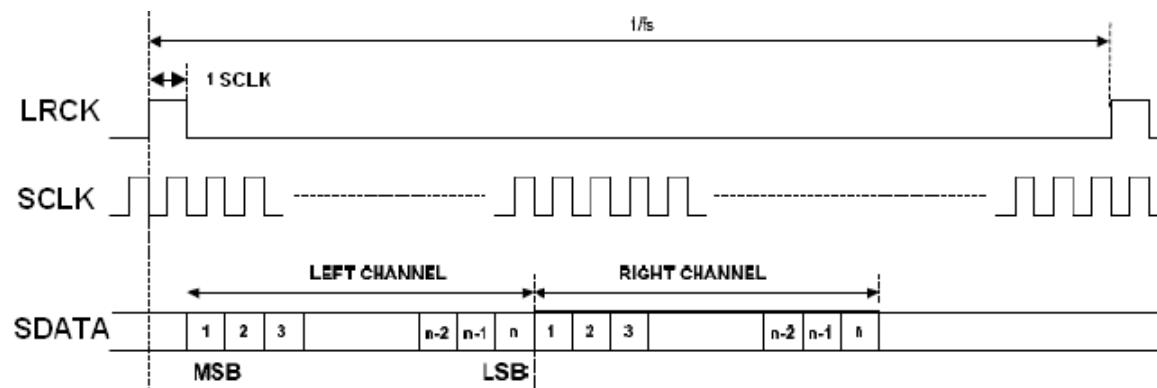 1/fs
1 SCLK
LRCK
SCLK
LEFT CHANNEL RIGHT CHANNEL
SDATA 1 2 3 n-2 n-1 n 1 2 3 n-2 n-1 n
MSB LSB